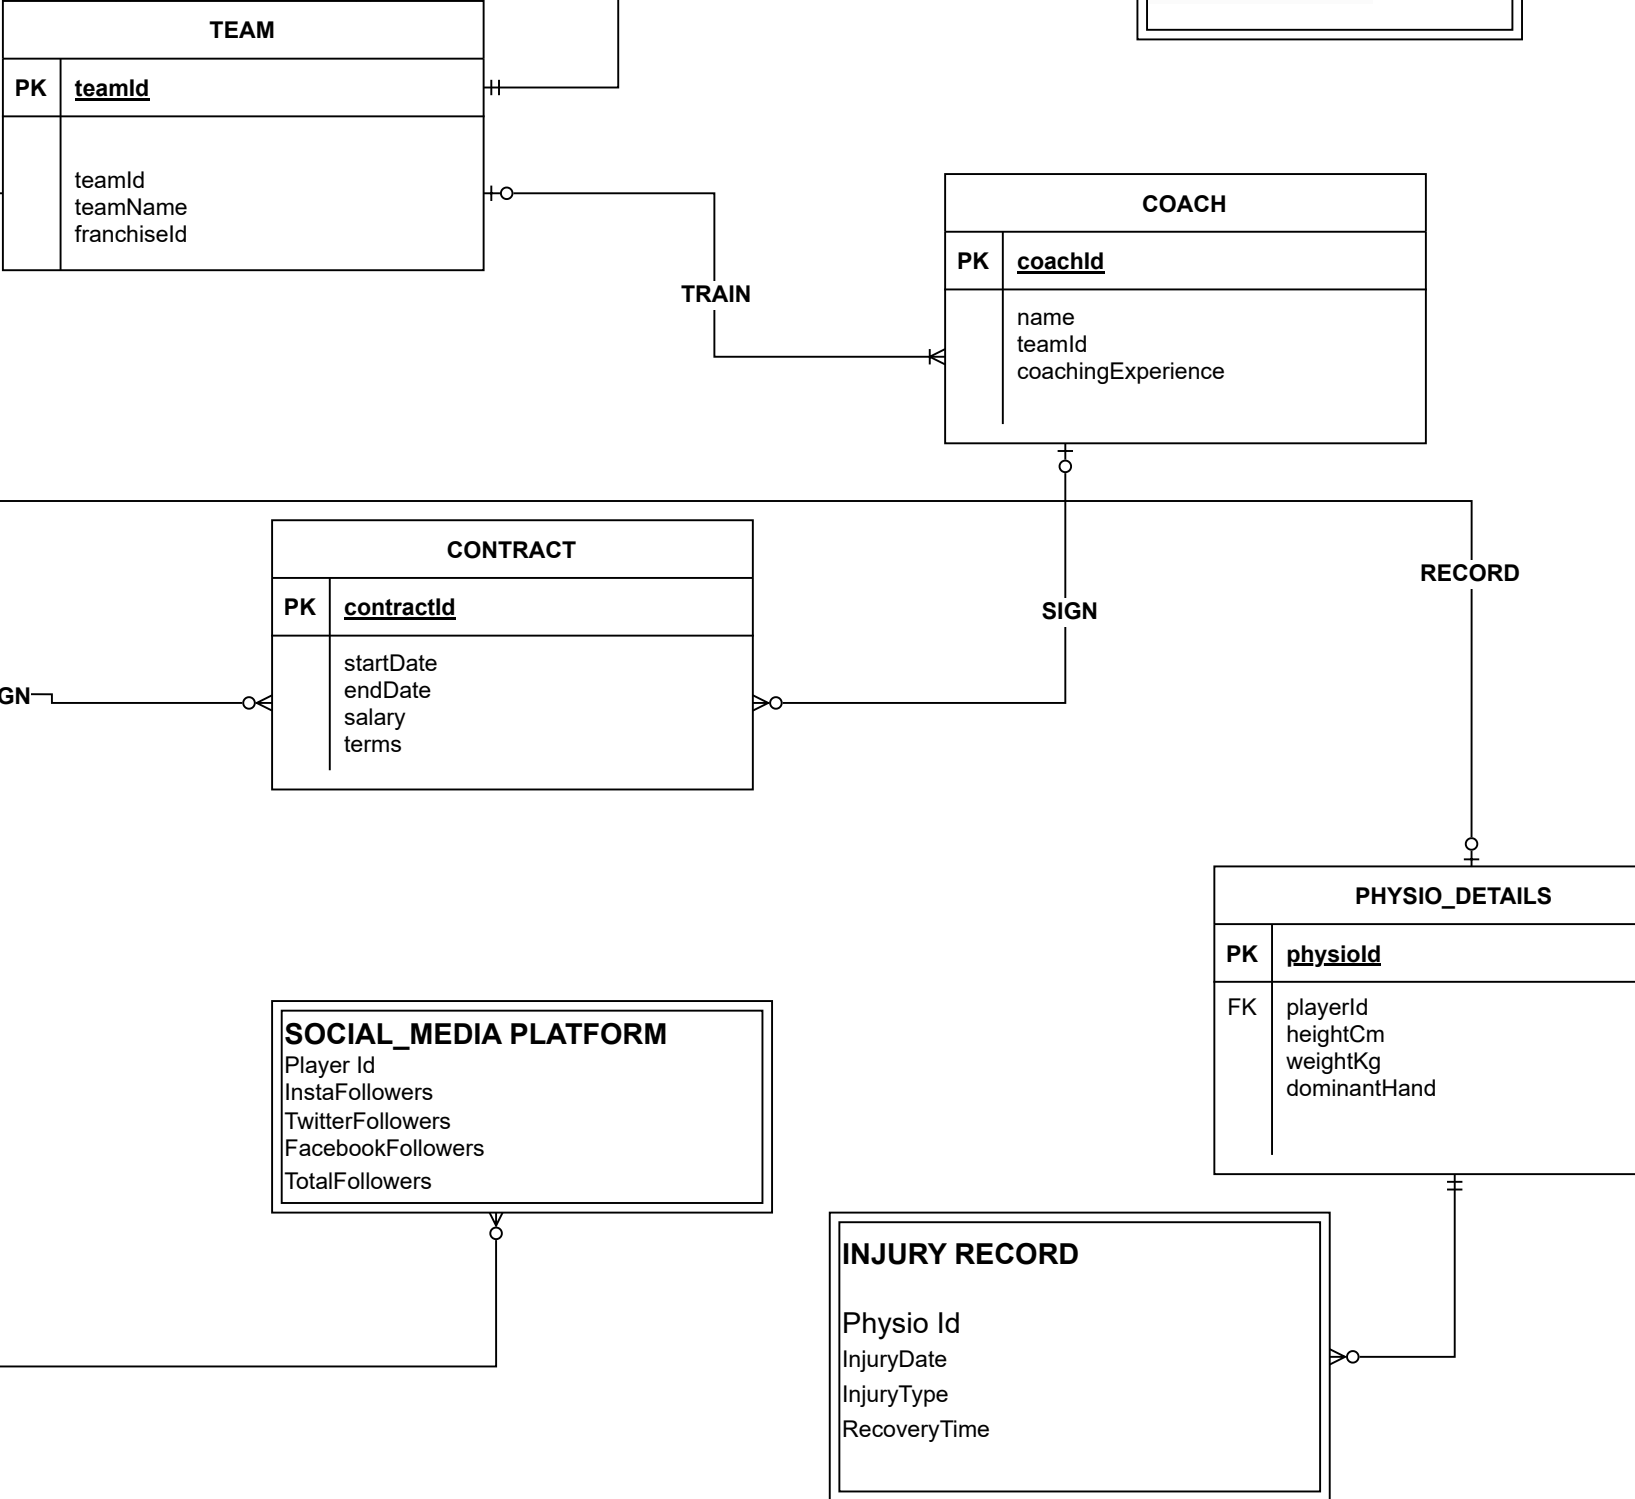 TEAM
PK teamId
teamId
teamName
franchiseId
TRAIN
COACH
PK coachId
name
teamId
coachingExperience
CONTRACT
PK contractId
startDate
endDate
salary
terms
GN
SIGN
RECORD
PHYSIO_DETAILS
PK physioId
FK playerId
heightCm
weightKg
dominantHand
SOCIAL_MEDIA PLATFORM
Player Id
InstaFollowers
TwitterFollowers
FacebookFollowers
TotalFollowers
INJURY RECORD
Physio Id
InjuryDate
InjuryType
RecoveryTime